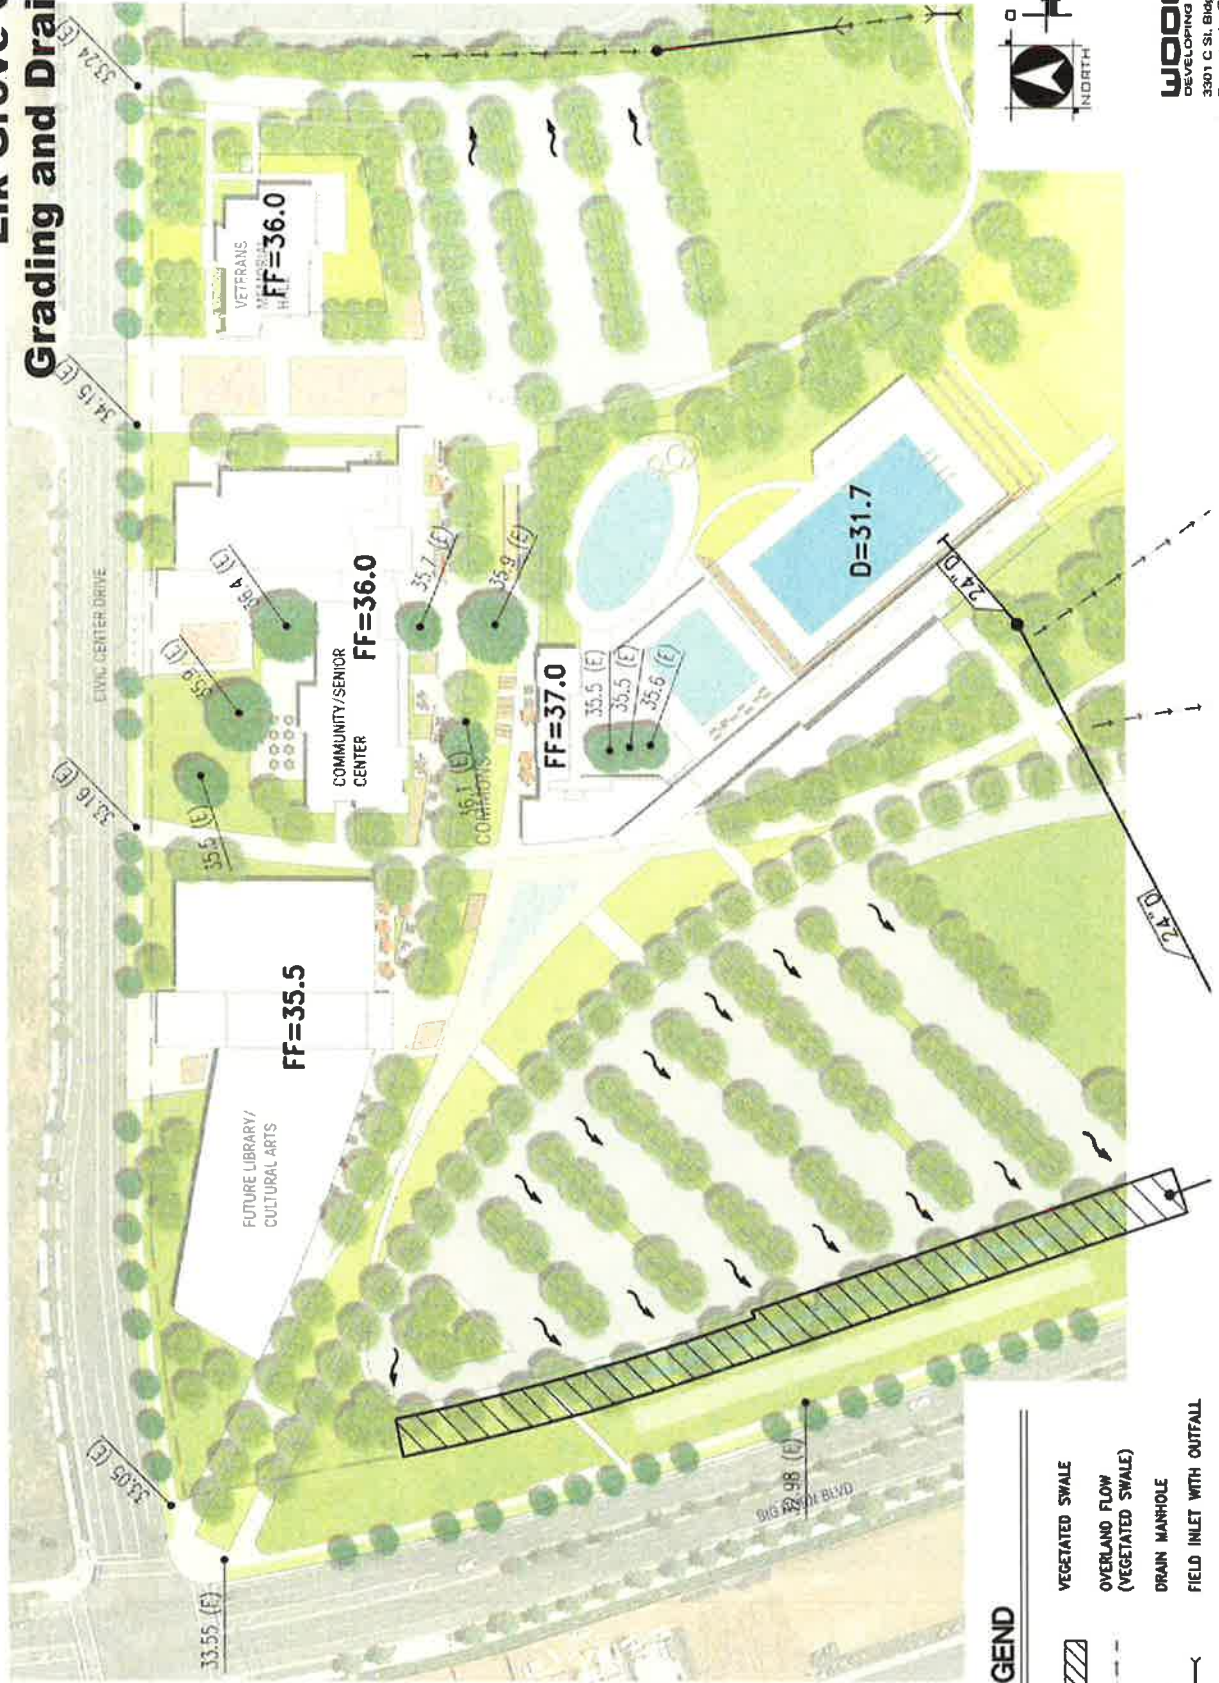 Grading and Drai
33.24 (E)
34.15 (E)
33.16 (E)
33.05 (E)
33.55 (E)
CIVIC CENTER DRIVE
VETERANS
HALL
FF=36.0
36.4 (E)
35.9 (E)
35.5 (E)
COMMUNITY/SENIOR
CENTER
FF=36.0
35.7 (E)
35.9 (E)
36.1 (E)
COMMONS
FF=37.0
35.5 (E)
35.5 (E)
35.6 (E)
D=31.7
24" D
24" D
FF=35.5
FUTURE LIBRARY/
CULTURAL ARTS
BLVD
GEND
VEGETATED SWALE
OVERLAND FLOW
(VEGETATED SWALE)
DRAIN MANHOLE
FIELD INLET WITH OUTFALL
NORTH
DEVELOPING
3301 C St. Bldg